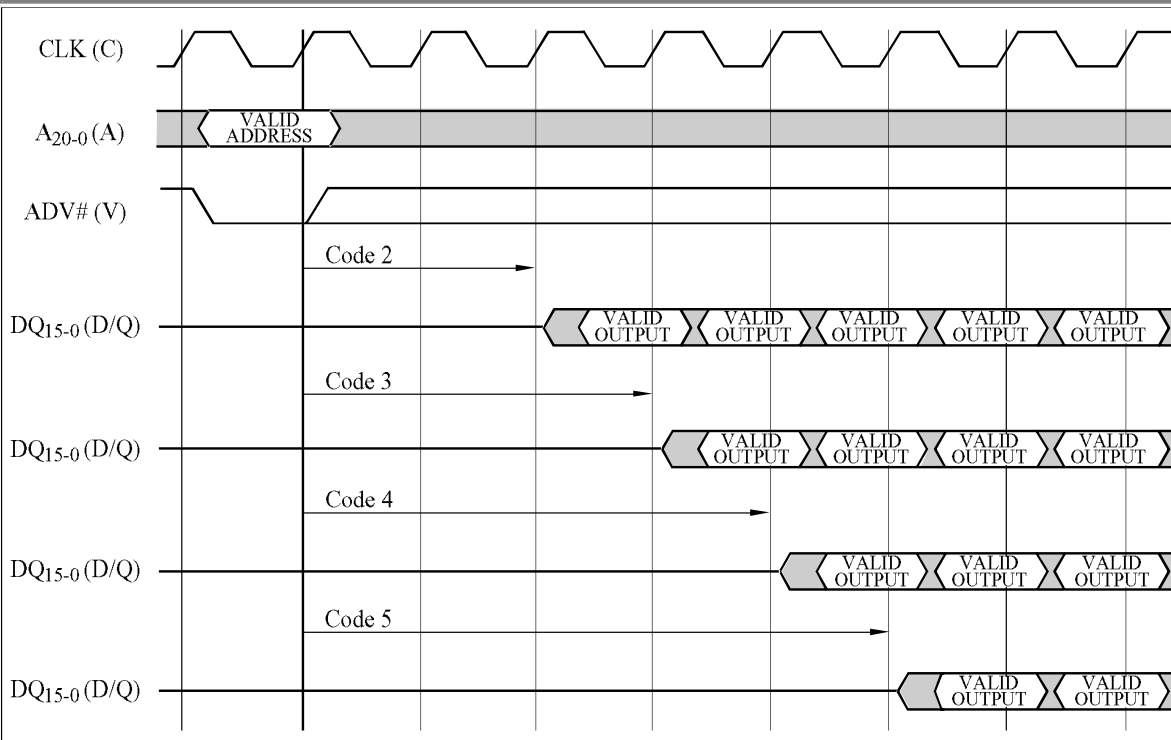 CLK (C)
A20-0 (A)
VALID
ADDRESS
ADV# (V)
Code 2
DQ15-0 (D/Q)
VALID
OUTPUT
VALID
OUTPUT
VALID
OUTPUT
VALID
OUTPUT
VALID
OUTPUT
Code 3
DQ15-0 (D/Q)
VALID
OUTPUT
VALID
OUTPUT
VALID
OUTPUT
VALID
OUTPUT
Code 4
DQ15-0 (D/Q)
VALID
OUTPUT
VALID
OUTPUT
VALID
OUTPUT
Code 5
DQ15-0 (D/Q)
VALID
OUTPUT
VALID
OUTPUT